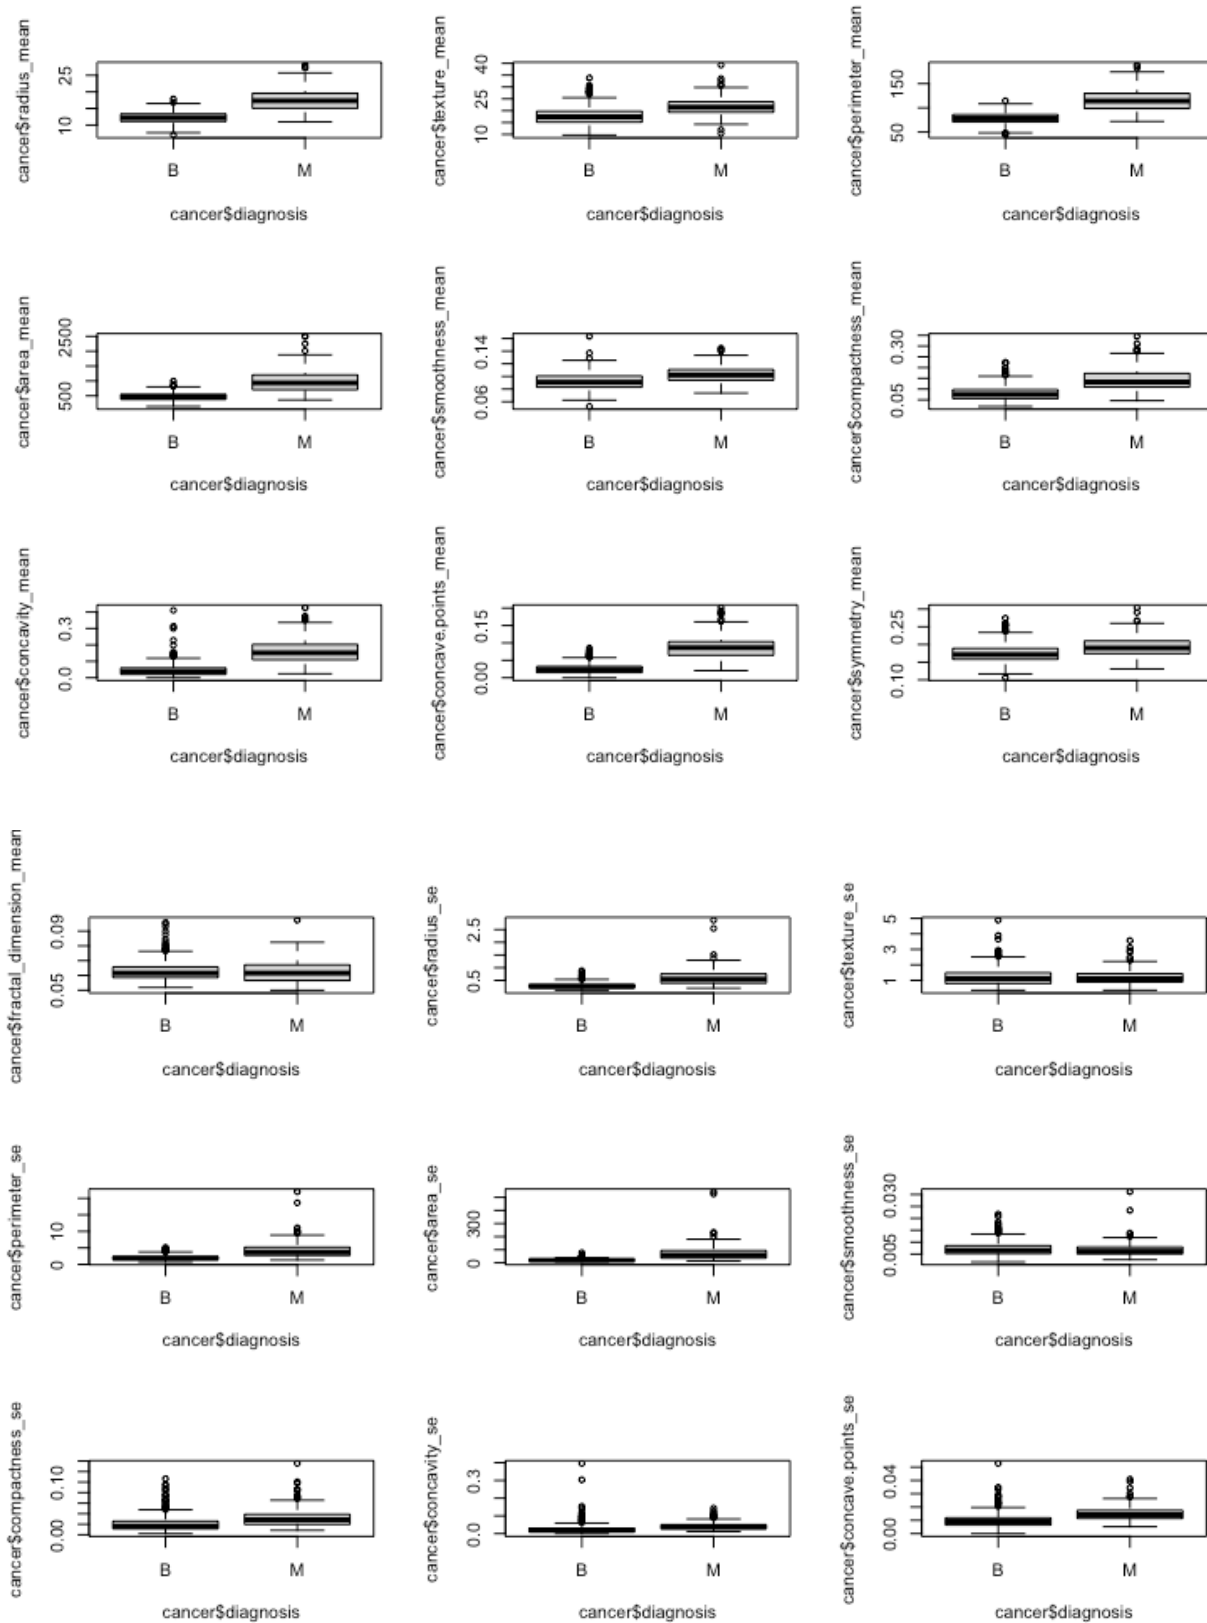 cancer$radius_mean
25
10
B M
cancer$diagnosis
cancer$texture_mean
40
25
10
B M
cancer$diagnosis
cancer$perimeter_mean
150
50
B M
cancer$diagnosis
cancer$area_mean
2500
500
B M
cancer$diagnosis
cancer$smoothness_mean
0.14
0.06
B M
cancer$diagnosis
cancer$compactness_mean
0.30
0.05
B M
cancer$diagnosis
cancer$concavity_mean
0.3
0.0
B M
cancer$diagnosis
cancer$concave.points_mean
0.15
0.00
B M
cancer$diagnosis
cancer$symmetry_mean
0.25
0.10
B M
cancer$diagnosis
cancer$fractal_dimension_mean
0.09
0.05
B M
cancer$diagnosis
cancer$radius_se
2.5
0.5
B M
cancer$diagnosis
cancer$texture_se
5
3
1
B M
cancer$diagnosis
cancer$perimeter_se
10
0
B M
cancer$diagnosis
cancer$area_se
300
0
B M
cancer$diagnosis
cancer$smoothness_se
0.030
0.005
B M
cancer$diagnosis
cancer$compactness_se
0.10
0.00
B M
cancer$diagnosis
cancer$concavity_se
0.3
0.0
B M
cancer$diagnosis
cancer$concave.points_se
0.04
0.00
B M
cancer$diagnosis